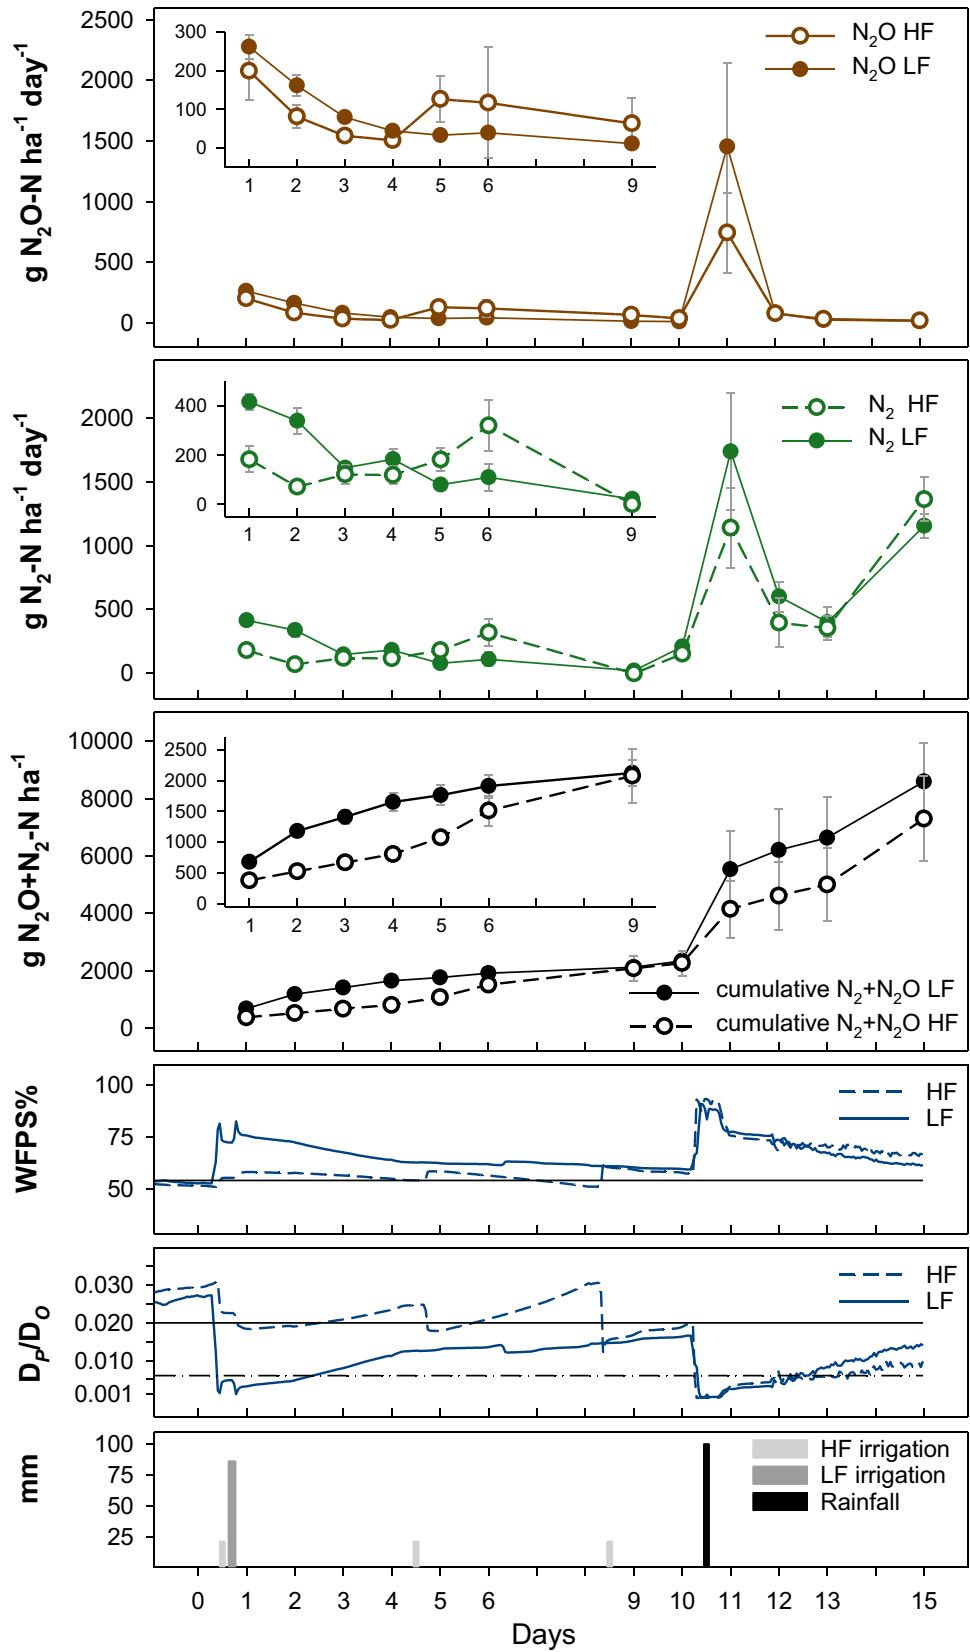 g N₂O-N ha⁻¹ day⁻¹
2500
2000
1500
1000
500
0
300
200
100
0
1 2 3 4 5 6 9
N₂O HF
N₂O LF
g N₂-N ha⁻¹ day⁻¹
2000
1500
1000
500
0
400
200
0
1 2 3 4 5 6 9
N₂ HF
N₂ LF
g N₂O+N₂-N ha⁻¹
10000
8000
6000
4000
2000
0
2500
2000
1500
1000
500
0
1 2 3 4 5 6 9
cumulative N₂+N₂O LF
cumulative N₂+N₂O HF
WFPS%
100
75
50
HF
LF
D_P/D_O
0.030
0.020
0.010
0.001
HF
LF
mm
100
75
50
25
HF irrigation
LF irrigation
Rainfall
0 1 2 3 4 5 6 9 10 11 12 13 15
Days